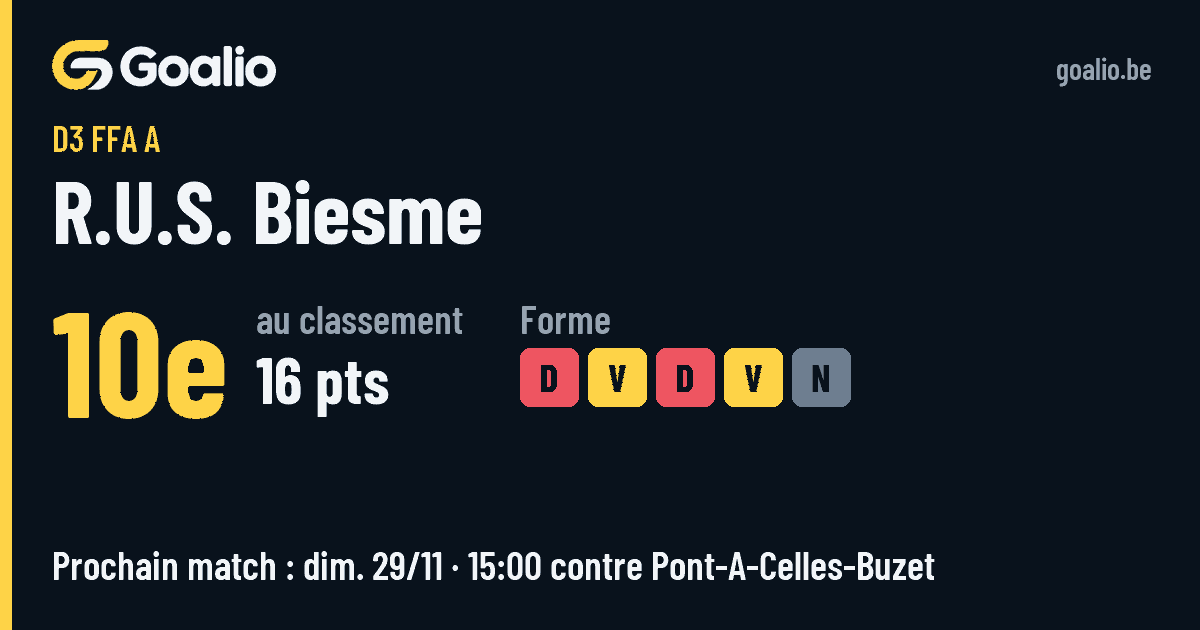 Goalio
goalio.be
D3 FFA A
R.U.S. Biesme
10e
au classement
16 pts
Forme
D V D V N
Prochain match : dim. 29/11 · 15:00 contre Pont-A-Celles-Buzet